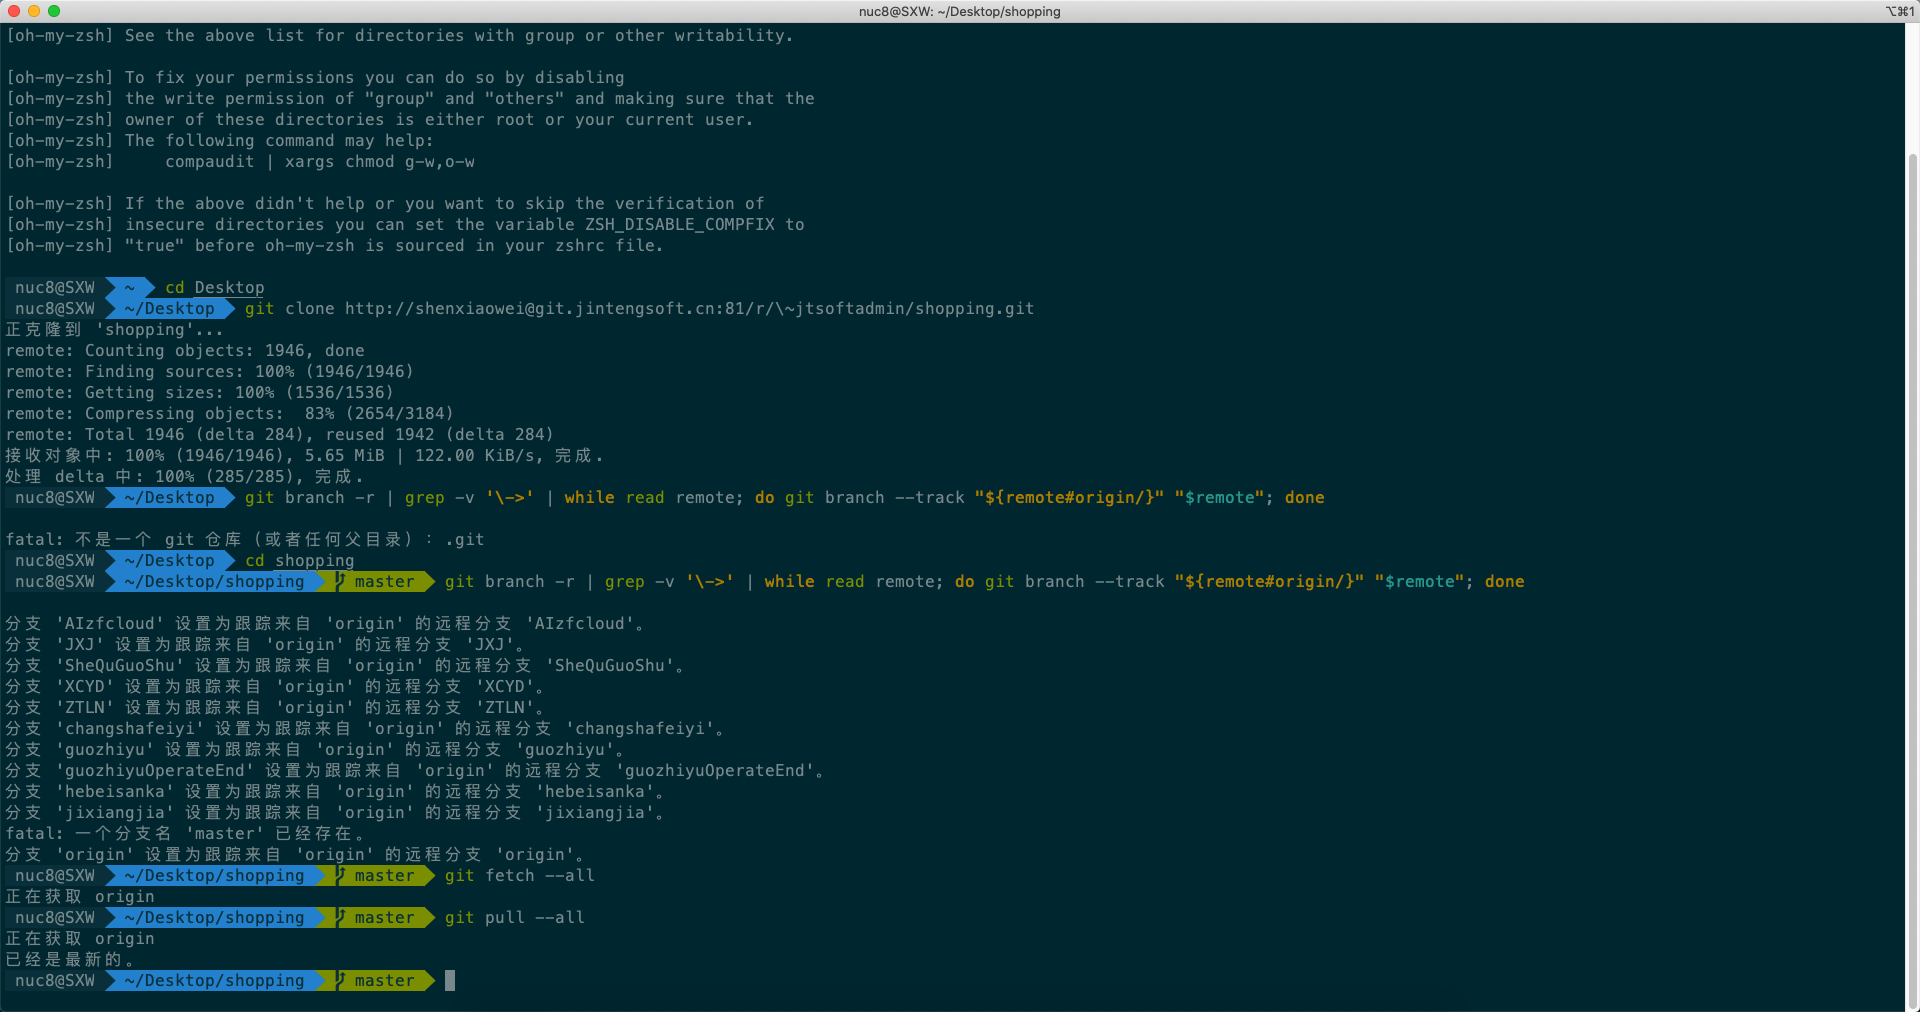 nuc8@SXW: ~/Desktop/shopping
⌥⌘1
[oh-my-zsh] See the above list for directories with group or other writability.
[oh-my-zsh] To fix your permissions you can do so by disabling
[oh-my-zsh] the write permission of "group" and "others" and making sure that the
[oh-my-zsh] owner of these directories is either root or your current user.
[oh-my-zsh] The following command may help:
[oh-my-zsh]     compaudit | xargs chmod g-w,o-w
[oh-my-zsh] If the above didn't help or you want to skip the verification of
[oh-my-zsh] insecure directories you can set the variable ZSH_DISABLE_COMPFIX to
[oh-my-zsh] "true" before oh-my-zsh is sourced in your zshrc file.
nuc8@SXW ~ cd Desktop
nuc8@SXW ~/Desktop git clone http://shenxiaowei@git.jintengsoft.cn:81/r/\~jtsoftadmin/shopping.git
正克隆到 'shopping'...
remote: Counting objects: 1946, done
remote: Finding sources: 100% (1946/1946)
remote: Getting sizes: 100% (1536/1536)
remote: Compressing objects:  83% (2654/3184)
remote: Total 1946 (delta 284), reused 1942 (delta 284)
接收对象中: 100% (1946/1946), 5.65 MiB | 122.00 KiB/s, 完成.
处理 delta 中: 100% (285/285), 完成.
nuc8@SXW ~/Desktop git branch -r | grep -v '\->' | while read remote; do git branch --track "${remote#origin/}" "$remote"; done
fatal: 不是一个 git 仓库（或者任何父目录）：.git
nuc8@SXW ~/Desktop cd shopping
nuc8@SXW ~/Desktop/shopping master git branch -r | grep -v '\->' | while read remote; do git branch --track "${remote#origin/}" "$remote"; done
分支 'AIzfcloud' 设置为跟踪来自 'origin' 的远程分支 'AIzfcloud'。
分支 'JXJ' 设置为跟踪来自 'origin' 的远程分支 'JXJ'。
分支 'SheQuGuoShu' 设置为跟踪来自 'origin' 的远程分支 'SheQuGuoShu'。
分支 'XCYD' 设置为跟踪来自 'origin' 的远程分支 'XCYD'。
分支 'ZTLN' 设置为跟踪来自 'origin' 的远程分支 'ZTLN'。
分支 'changshafeiyi' 设置为跟踪来自 'origin' 的远程分支 'changshafeiyi'。
分支 'guozhiyu' 设置为跟踪来自 'origin' 的远程分支 'guozhiyu'。
分支 'guozhiyuOperateEnd' 设置为跟踪来自 'origin' 的远程分支 'guozhiyuOperateEnd'。
分支 'hebeisanka' 设置为跟踪来自 'origin' 的远程分支 'hebeisanka'。
分支 'jixiangjia' 设置为跟踪来自 'origin' 的远程分支 'jixiangjia'。
fatal: 一个分支名 'master' 已经存在。
分支 'origin' 设置为跟踪来自 'origin' 的远程分支 'origin'。
nuc8@SXW ~/Desktop/shopping master git fetch --all
正在获取 origin
nuc8@SXW ~/Desktop/shopping master git pull --all
正在获取 origin
已经是最新的。
nuc8@SXW ~/Desktop/shopping master